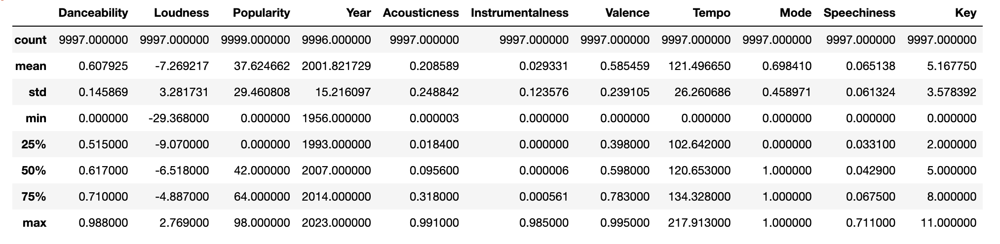 Danceability Loudness Popularity Year Acousticness Instrumentalness Valence Tempo Mode Speechiness Key
count 9997.000000 9997.000000 9999.000000 9996.000000 9997.000000 9997.000000 9997.000000 9997.000000 9997.000000 9997.000000 9997.000000
mean 0.607925 -7.269217 37.624662 2001.821729 0.208589 0.029331 0.585459 121.496650 0.698410 0.065138 5.167750
std 0.145869 3.281731 29.460808 15.216097 0.248842 0.123576 0.239105 26.260686 0.458971 0.061324 3.578392
min 0.000000 -29.368000 0.000000 1956.000000 0.000003 0.000000 0.000000 0.000000 0.000000 0.000000 0.000000
25% 0.515000 -9.070000 0.000000 1993.000000 0.018400 0.000000 0.398000 102.642000 0.000000 0.033100 2.000000
50% 0.617000 -6.518000 42.000000 2007.000000 0.095600 0.000006 0.598000 120.653000 1.000000 0.042900 5.000000
75% 0.710000 -4.887000 64.000000 2014.000000 0.318000 0.000561 0.783000 134.328000 1.000000 0.067500 8.000000
max 0.988000 2.769000 98.000000 2023.000000 0.991000 0.985000 0.995000 217.913000 1.000000 0.711000 11.000000